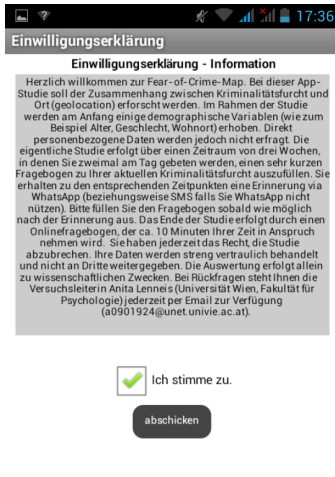 17:36
Einwilligungserklärung
Einwilligungserklärung - Information
Herzlich willkommen zur Fear-of-Crime-Map. Bei dieser App-
Studie soll der Zusammenhang zwischen Kriminalitätsfurcht und
Ort (geolocation) erforscht werden. Im Rahmen der Studie
werden am Anfang einige demographische Variablen (wie zum
Beispiel Alter, Geschlecht, Wohnort) erhoben. Direkt
personenbezogene Daten werden jedoch nicht erfragt. Die
eigentliche Studie erfolgt über einen Zeitraum von drei Wochen,
in denen Sie zweimal am Tag gebeten werden, einen sehr kurzen
Fragebogen zu Ihrer aktuellen Kriminalitätsfurcht auszufüllen. Sie
erhalten zu den entsprechenden Zeitpunkten eine Erinnerung via
WhatsApp (beziehungsweise SMS falls Sie WhatsApp nicht
nützen). Bitte füllen Sie den Fragebogen sobald wie möglich
nach der Erinnerung aus. Das Ende der Studie erfolgt durch einen
Onlinefragebogen, der ca. 10 Minuten Ihrer Zeit in Anspruch
nehmen wird.  Sie haben jederzeit das Recht, die Studie
abzubrechen. Ihre Daten werden streng vertraulich behandelt
und nicht an Dritte weitergegeben. Die Auswertung erfolgt allein
zu wissenschaftlichen Zwecken. Bei Rückfragen steht Ihnen die
Versuchsleiterin Anita Lenneis (Universität Wien, Fakultät für
Psychologie) jederzeit per Email zur Verfügung
(a0901924@unet.univie.ac.at).
Ich stimme zu.
abschicken